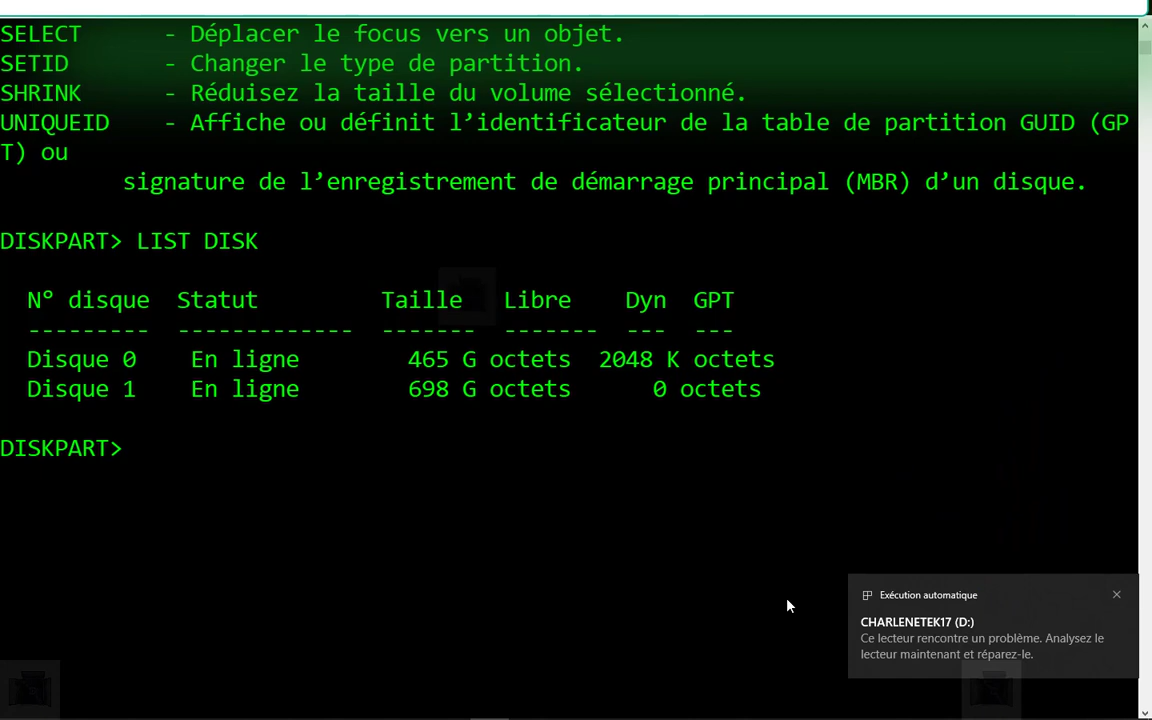 SELECT      - Déplacer le focus vers un objet.
SETID       - Changer le type de partition.
SHRINK      - Réduisez la taille du volume sélectionné.
UNIQUEID    - Affiche ou définit l’identificateur de la table de partition GUID (GP
T) ou
         signature de l’enregistrement de démarrage principal (MBR) d’un disque.
DISKPART> LIST DISK
  N° disque  Statut         Taille   Libre    Dyn  GPT
  ---------  -------------  -------  -------  ---  ---
  Disque 0    En ligne        465 G octets  2048 K octets
  Disque 1    En ligne        698 G octets      0 octets
DISKPART>
Exécution automatique
CHARLENETEK17 (D:)
Ce lecteur rencontre un problème. Analysez le
lecteur maintenant et réparez-le.